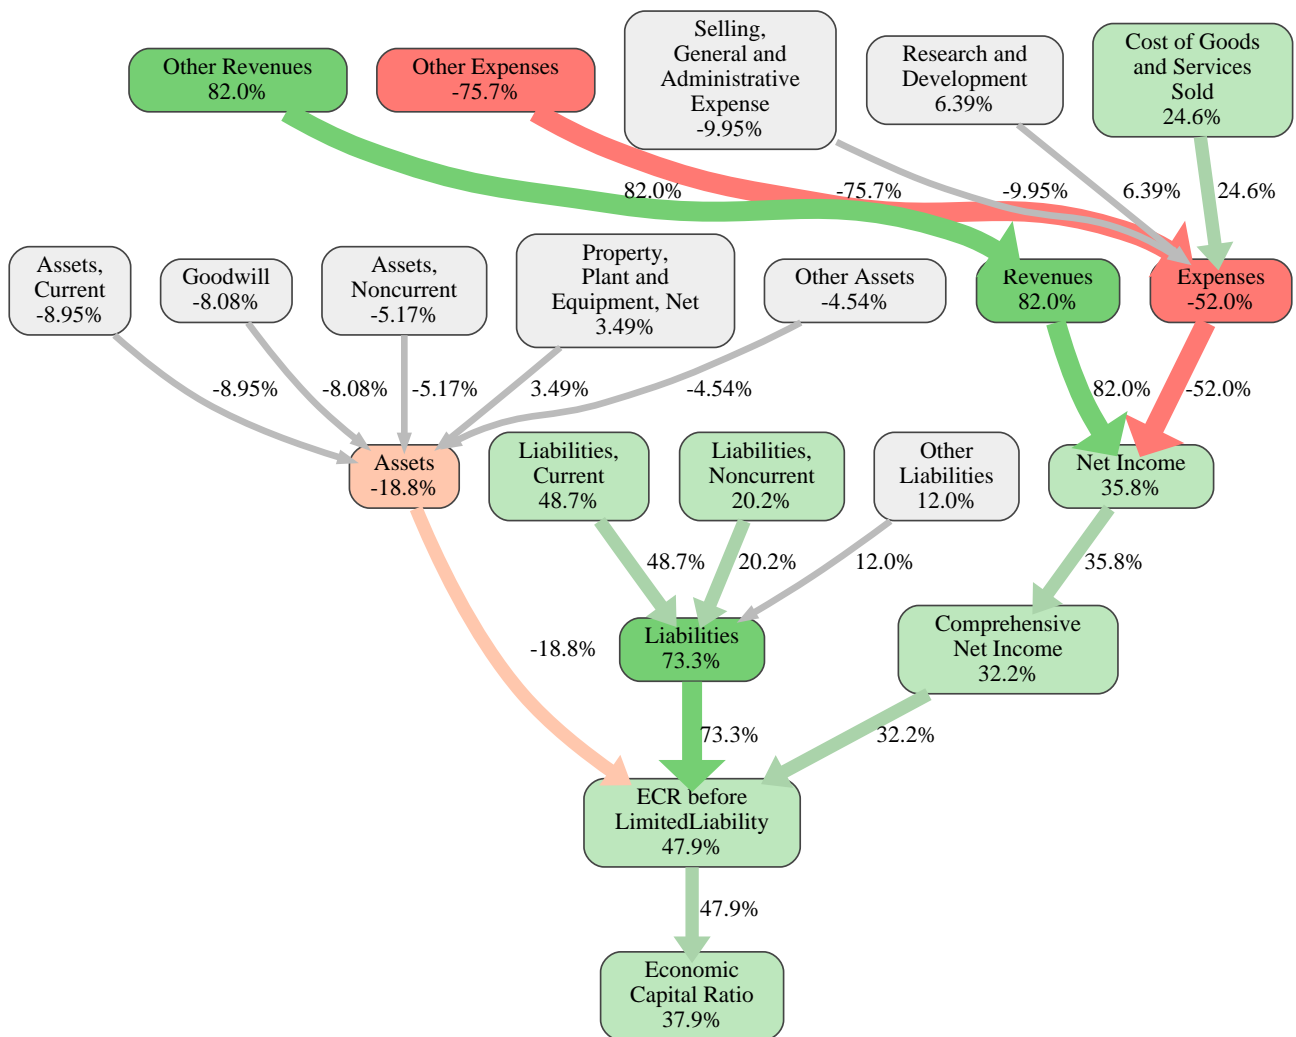 Other Revenues
82.0%
Other Expenses
-75.7%
Selling,
General and
Administrative
Expense
-9.95%
Research and
Development
6.39%
Cost of Goods
and Services
Sold
24.6%
82.0%
-75.7%
-9.95%
6.39%
24.6%
Assets,
Current
-8.95%
Goodwill
-8.08%
Assets,
Noncurrent
-5.17%
Property,
Plant and
Equipment, Net
3.49%
Other Assets
-4.54%
Revenues
82.0%
Expenses
-52.0%
-8.95%
-8.08%
-5.17%
3.49%
-4.54%
82.0%
-52.0%
Assets
-18.8%
Liabilities,
Current
48.7%
Liabilities,
Noncurrent
20.2%
Other
Liabilities
12.0%
Net Income
35.8%
48.7%
20.2%
12.0%
35.8%
-18.8%
Liabilities
73.3%
Comprehensive
Net Income
32.2%
73.3%
32.2%
ECR before
LimitedLiability
47.9%
47.9%
Economic
Capital Ratio
37.9%